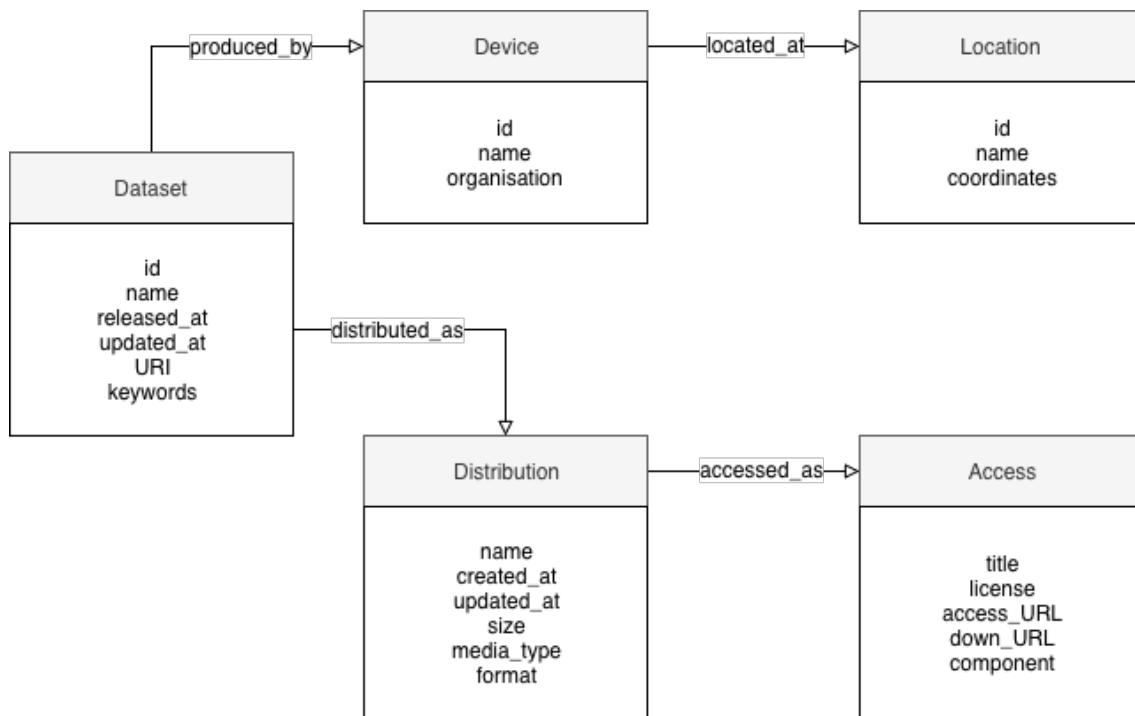 produced_by
Device
located_at
Location
id
name
organisation
id
name
coordinates
Dataset
id
name
released_at
updated_at
URI
keywords
distributed_as
Distribution
accessed_as
Access
name
created_at
updated_at
size
media_type
format
title
license
access_URL
down_URL
component